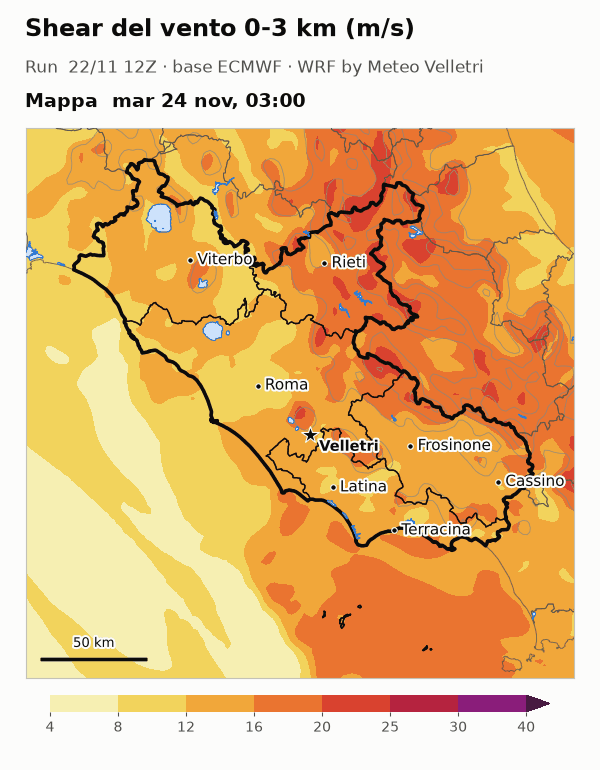 Shear del vento 0-3 km (m/s)
Run  22/11 12Z · base ECMWF · WRF by Meteo Velletri
Mappa  mar 24 nov, 03:00
Viterbo
Rieti
Roma
Velletri
Frosinone
Cassino
Latina
Terracina
50 km
4 8 12 16 20 25 30 40